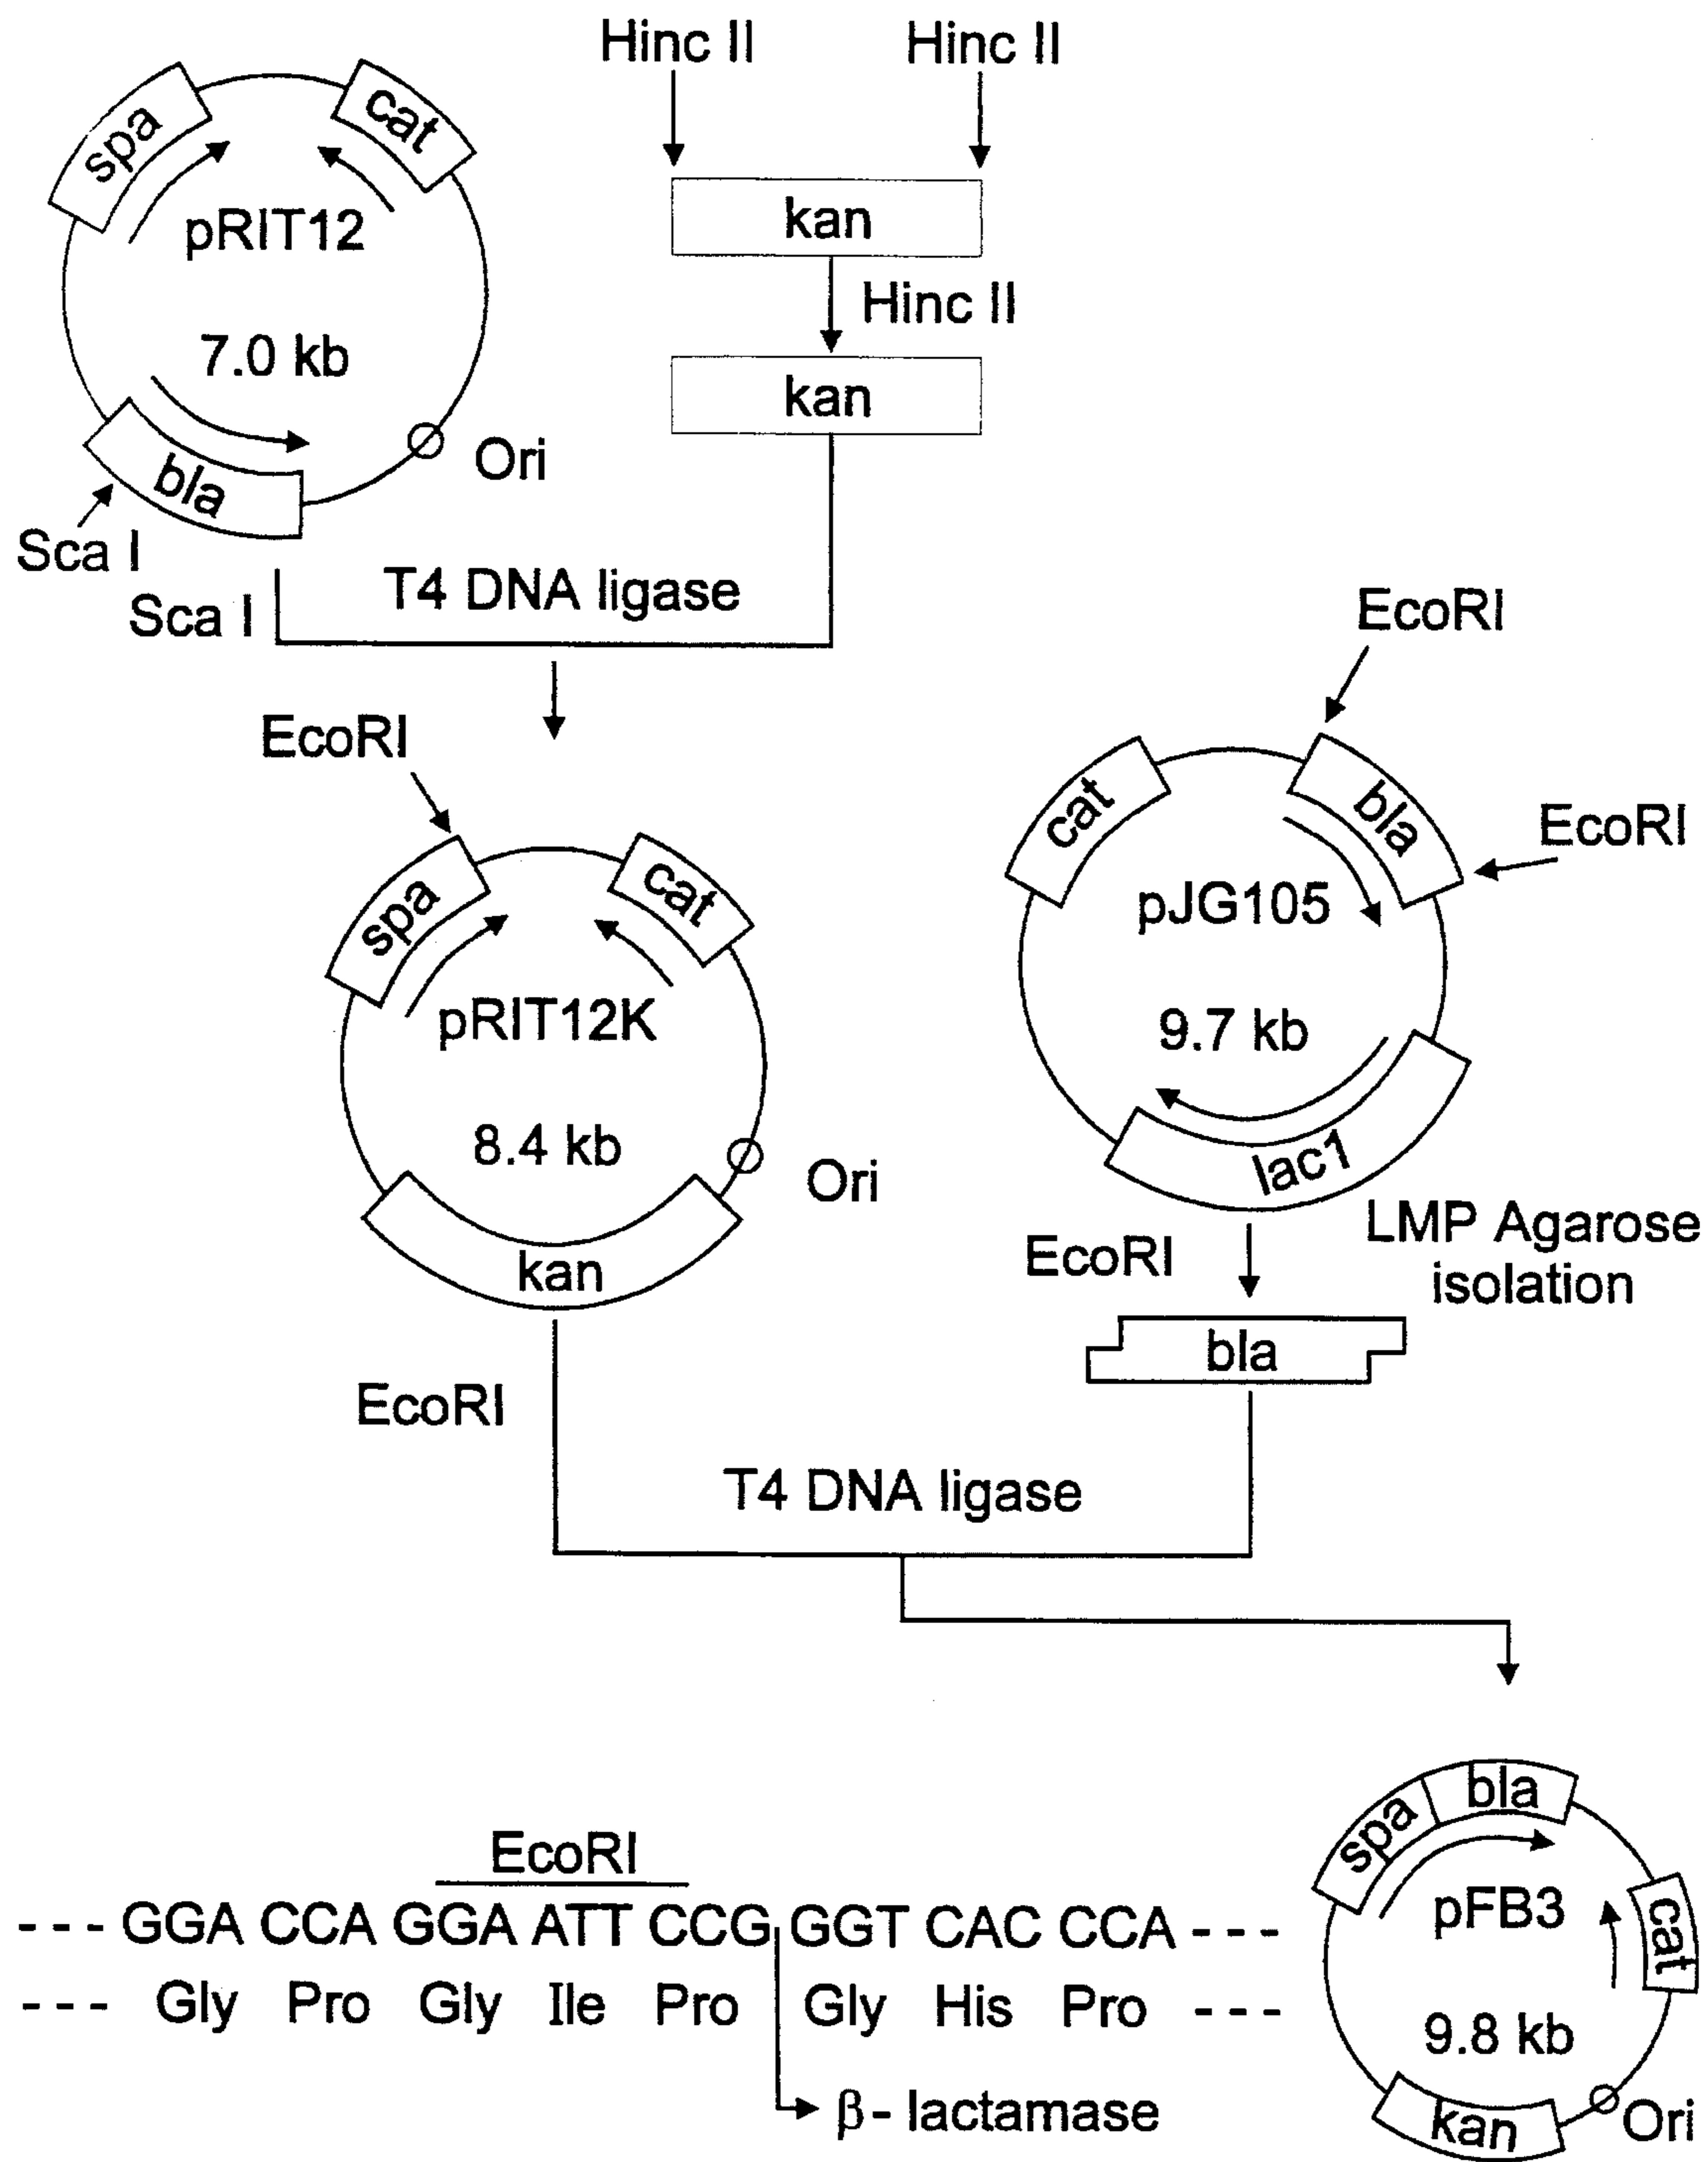 Hinc II
Hinc II
spa
cat
kan
pRIT12
Hinc II
7.0 kb
kan
Ori
bla
Sca I
Sca I
T4 DNA ligase
EcoRI
EcoRI
EcoRI
cat
bla
spa
cat
pJG105
pRIT12K
9.7 kb
8.4 kb
Ori
lac1
kan
EcoRI
LMP Agarose
isolation
bla
EcoRI
T4 DNA ligase
spa
bla
EcoRI
--- GGA CCA GGA ATT CCG GGT CAC CCA ---
--- Gly Pro Gly Ile Pro Gly His Pro ---
β- lactamase
pFB3
cat
9.8 kb
kan
Ori